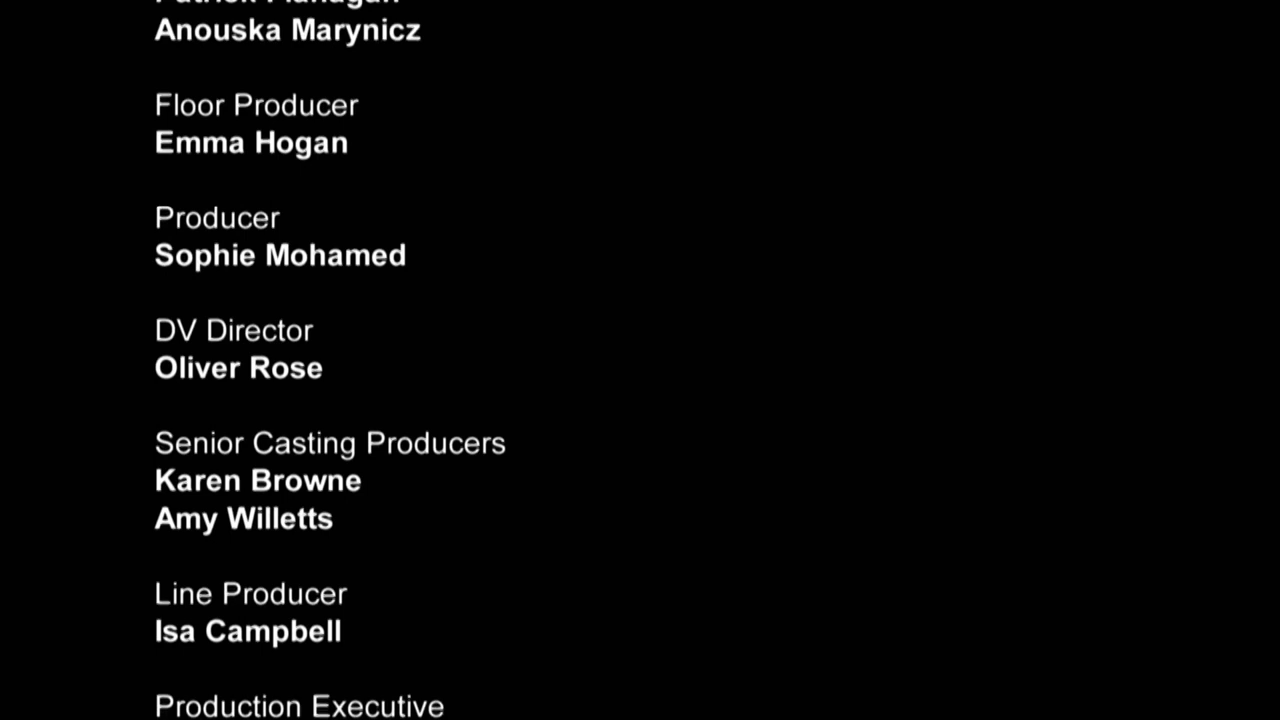 Anouska Marynicz
Floor Producer
Emma Hogan
Producer
Sophie Mohamed
DV Director
Oliver Rose
Senior Casting Producers
Karen Browne
Amy Willetts
Line Producer
Isa Campbell
Production Executive